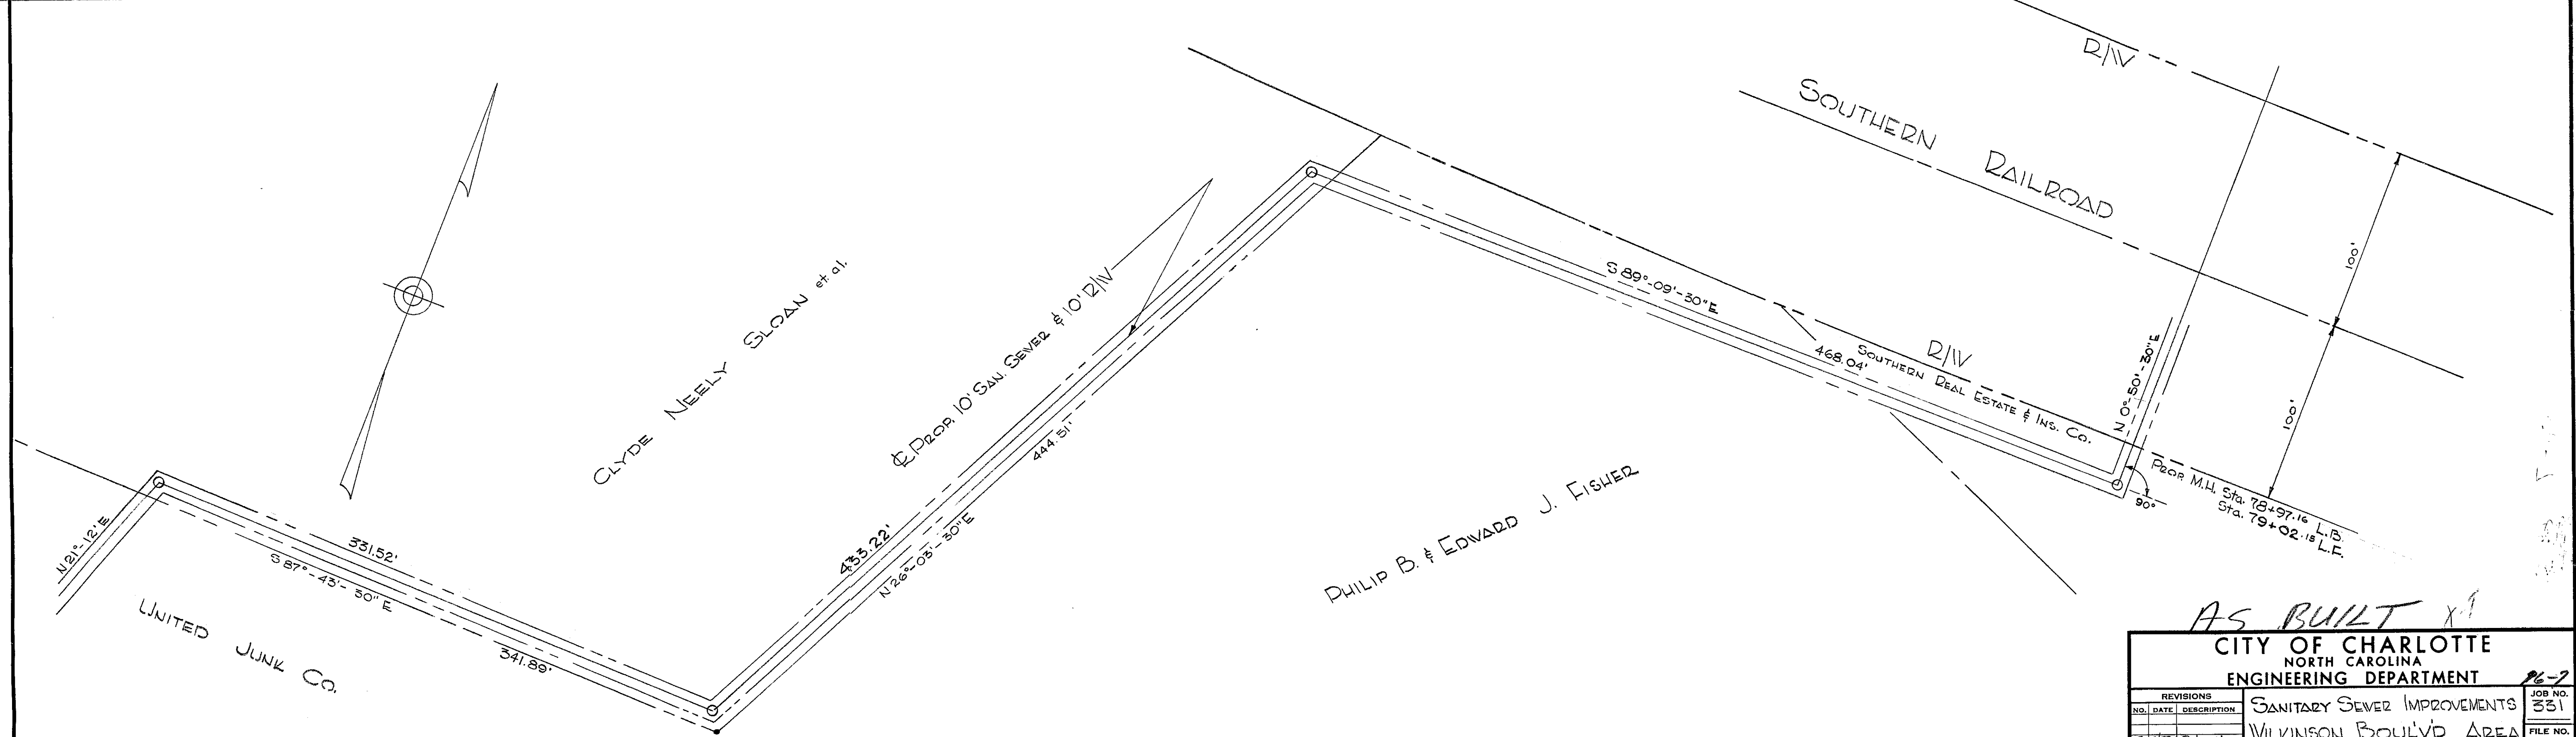 R/W
SOUTHERN RAILROAD
100'
100'
CLYDE NEELY SLOAN et. al.
℄ PROP. 10' SAN. SEWER & 10' R/W
S 89°-09'-30" E
468.04'
R/W
SOUTHERN REAL ESTATE & INS. CO.
N 0°-50'-30" E
90°
PROP. M.H. Sta. 78+97.16 L.B.
Sta. 79+02.18 L.F.
444.51'
433.22'
N 26°-03'-30" E
PHILIP B. & EDWARD J. FISHER
N 21°-12' E
331.52'
S 87°-43'-30" E
341.89'
UNITED JUNK CO.
AS BUILT
CITY OF CHARLOTTE
NORTH CAROLINA
ENGINEERING DEPARTMENT
REVISIONS
NO. DATE DESCRIPTION
SANITARY SEWER IMPROVEMENTS
WILKINSON BOUL'V'D AREA
JOB NO.
331
FILE NO.